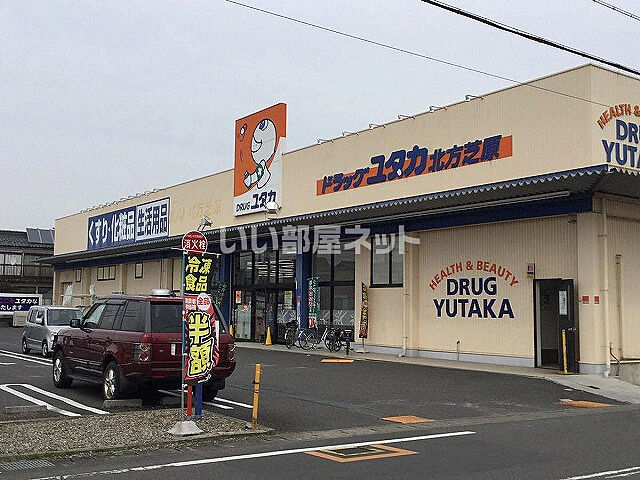 HEALTH &
DRUG
YUTAKA
ドラッグユタカ北方芝原
DRUG ユタカ
くすり・化粧品 生活用品
いい部屋ネット
消火栓
冷凍
食品
半額
HEALTH & BEAUTY
DRUG
YUTAKA